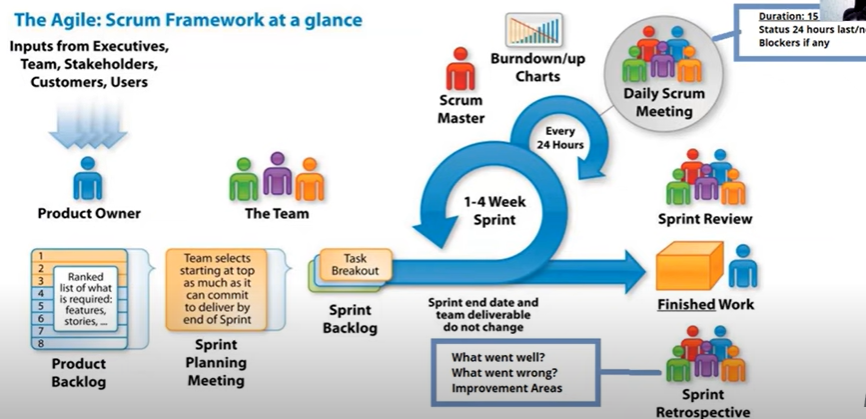 The Agile: Scrum Framework at a glance
Inputs from Executives,
Team, Stakeholders,
Customers, Users
Product Owner
The Team
Scrum
Master
Burndown/up
Charts
Daily Scrum
Meeting
Duration: 15
Status 24 hours last/n
Blockers if any
Every
24 Hours
1-4 Week
Sprint
Sprint Review
1
2
3
4
5
6
7
8
Ranked
list of what
is required:
features,
stories, ...
Product
Backlog
Team selects
starting at top
as much as it
can commit
to deliver by
end of Sprint
Sprint
Planning
Meeting
Task
Breakout
Sprint
Backlog
Sprint end date and
team deliverable
do not change
Finished Work
What went well?
What went wrong?
Improvement Areas
Sprint
Retrospective